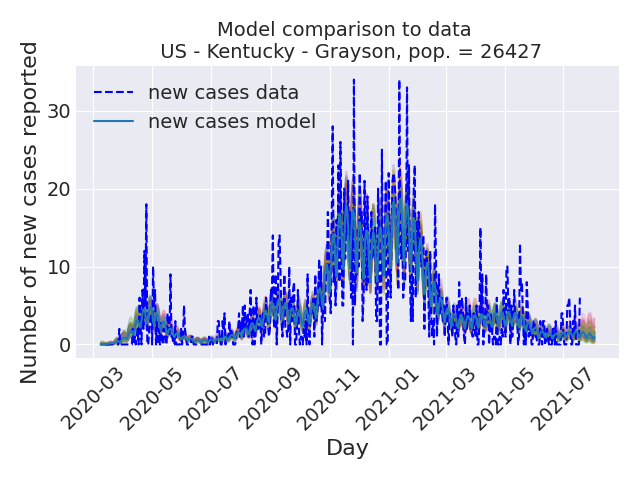 Model comparison to data
US - Kentucky - Grayson, pop. = 26427
Number of new cases reported
new cases data
new cases model
30
20
10
0
2020-03
2020-05
2020-07
2020-09
2020-11
2021-01
2021-03
2021-05
2021-07
Day